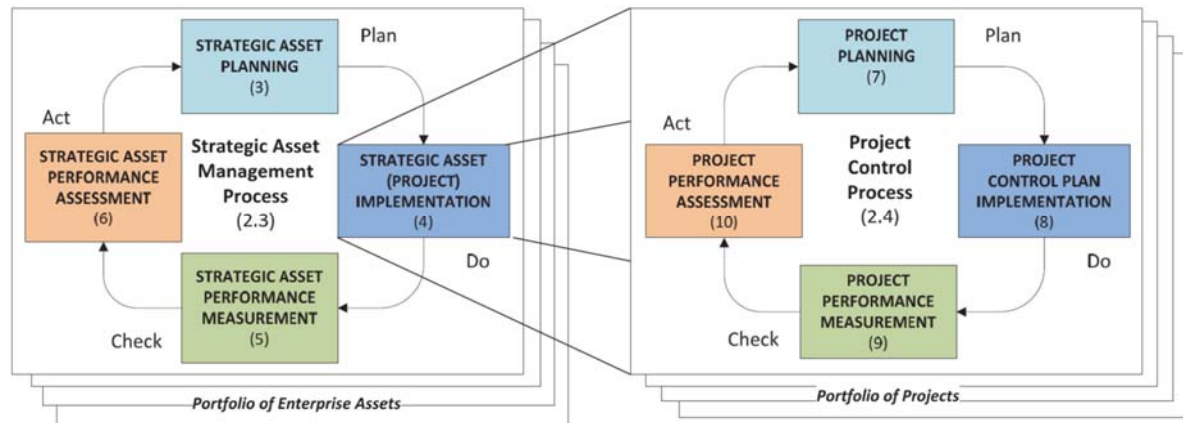 Plan
STRATEGIC ASSET
PLANNING
(3)
Act
STRATEGIC ASSET
PERFORMANCE
ASSESSMENT
(6)
Strategic Asset
Management
Process
(2.3)
STRATEGIC ASSET
(PROJECT)
IMPLEMENTATION
(4)
Do
STRATEGIC ASSET
PERFORMANCE
MEASUREMENT
(5)
Check
Portfolio of Enterprise Assets
Plan
PROJECT
PLANNING
(7)
Act
PROJECT
PERFORMANCE
ASSESSMENT
(10)
Project
Control
Process
(2.4)
PROJECT
CONTROL PLAN
IMPLEMENTATION
(8)
Do
PROJECT
PERFORMANCE
MEASUREMENT
(9)
Check
Portfolio of Projects